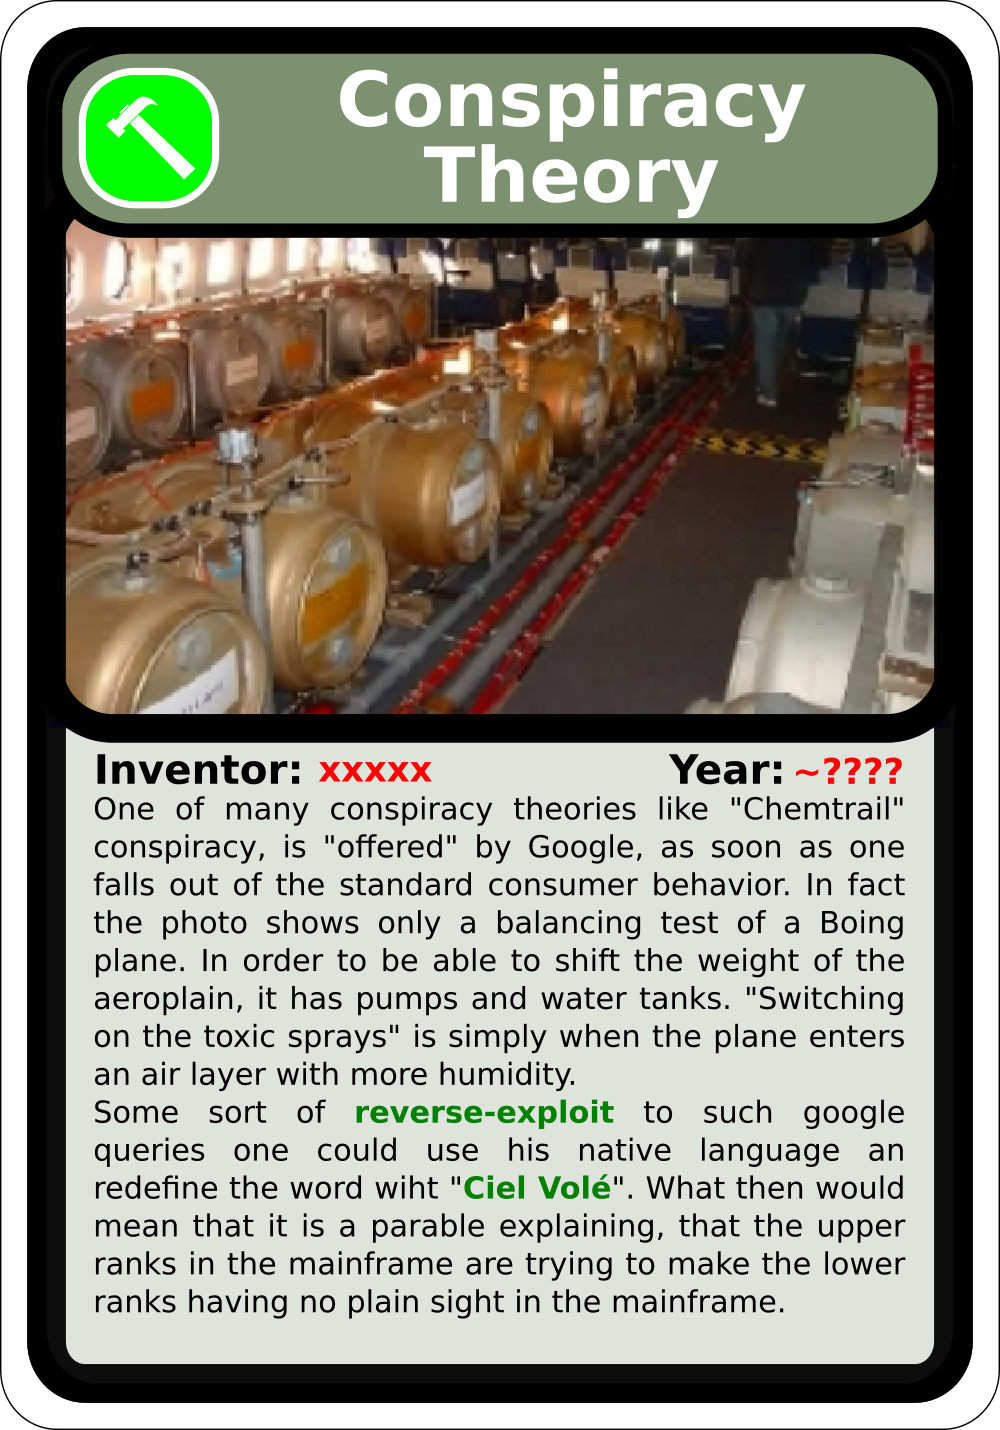 Conspiracy
Theory
Inventor: xxxxx Year: ~????
One of many conspiracy theories like "Chemtrail"
conspiracy, is "offered" by Google, as soon as one
falls out of the standard consumer behavior. In fact
the photo shows only a balancing test of a Boing
plane. In order to be able to shift the weight of the
aeroplain, it has pumps and water tanks. "Switching
on the toxic sprays" is simply when the plane enters
an air layer with more humidity.
Some sort of reverse-exploit to such google
queries one could use his native language an
redefine the word wiht "Ciel Volé". What then would
mean that it is a parable explaining, that the upper
ranks in the mainframe are trying to make the lower
ranks having no plain sight in the mainframe.